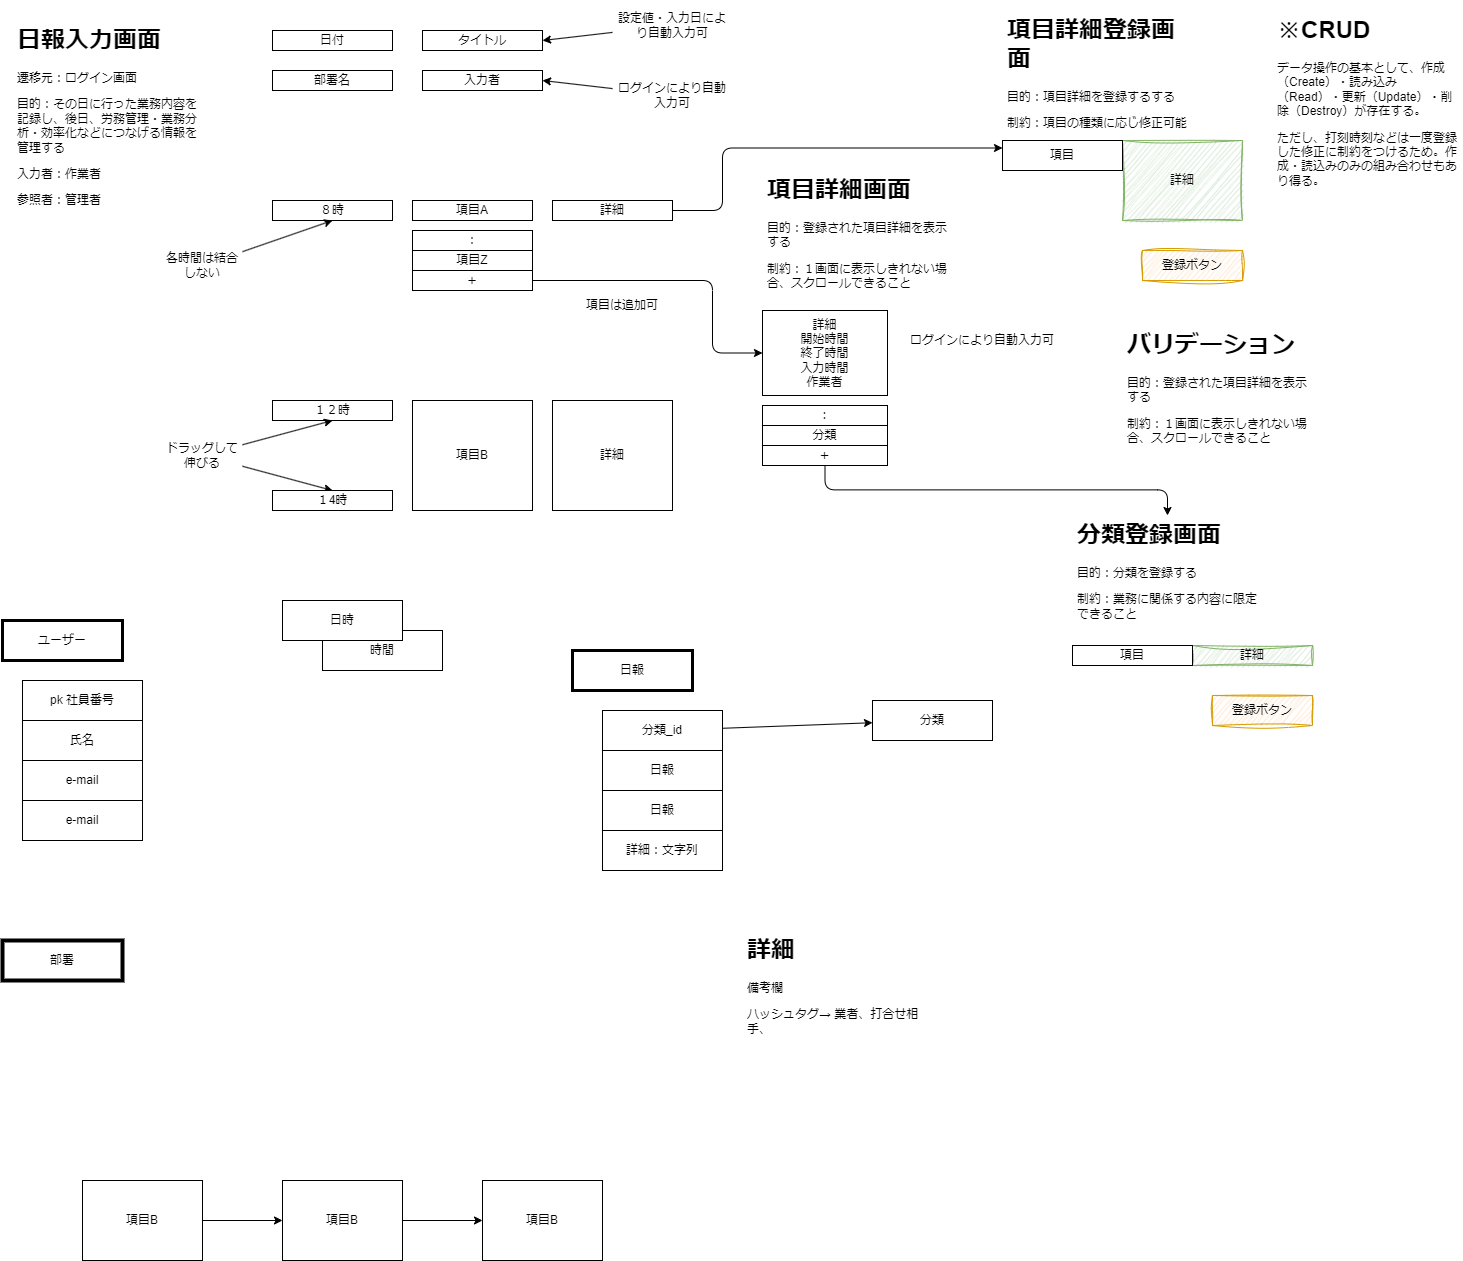 日報入力画面
遷移元：ログイン画面
目的：その日に行った業務内容を
記録し、後日、労務管理・業務分
析・効率化などにつなげる情報を
管理する
入力者：作業者
参照者：管理者
日付
タイトル
設定値・入力日によ
り自動入力可
部署名
入力者
ログインにより自動
入力可
８時
項目A
詳細
各時間は結合
しない
：
項目Z
+
項目は追加可
１２時
項目B
詳細
ドラッグして
伸びる
１4時
項目詳細登録画
面
目的：項目詳細を登録するする
制約：項目の種類に応じ修正可能
項目
詳細
登録ボタン
※CRUD
データ操作の基本として、作成
（Create）・読み込み
（Read）・更新（Update）・削
除（Destroy）が存在する。
ただし、打刻時刻などは一度登録
した修正に制約をつけるため。作
成・読込みのみの組み合わせもあ
り得る。
項目詳細画面
目的：登録された項目詳細を表示
する
制約：１画面に表示しきれない場
合、スクロールできること
詳細
開始時間
終了時間
入力時間
作業者
ログインにより自動入力可
：
分類
+
バリデーション
目的：登録された項目詳細を表示
する
制約：１画面に表示しきれない場
合、スクロールできること
分類登録画面
目的：分類を登録する
制約：業務に関係する内容に限定
できること
項目
詳細
登録ボタン
ユーザー
pk 社員番号
氏名
e-mail
e-mail
日時
時間
日報
分類_id
日報
日報
詳細：文字列
分類
部署
詳細
備考欄
ハッシュタグ→ 業者、打合せ相
手、
項目B
項目B
項目B